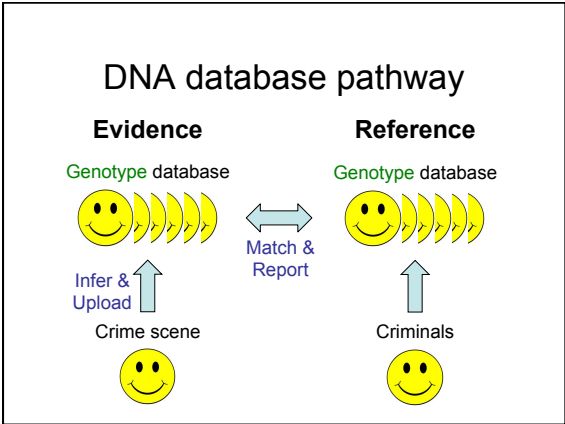 DNA database pathway
Evidence
Reference
Genotype database
Genotype database
Match &
Report
Infer &
Upload
Crime scene
Criminals